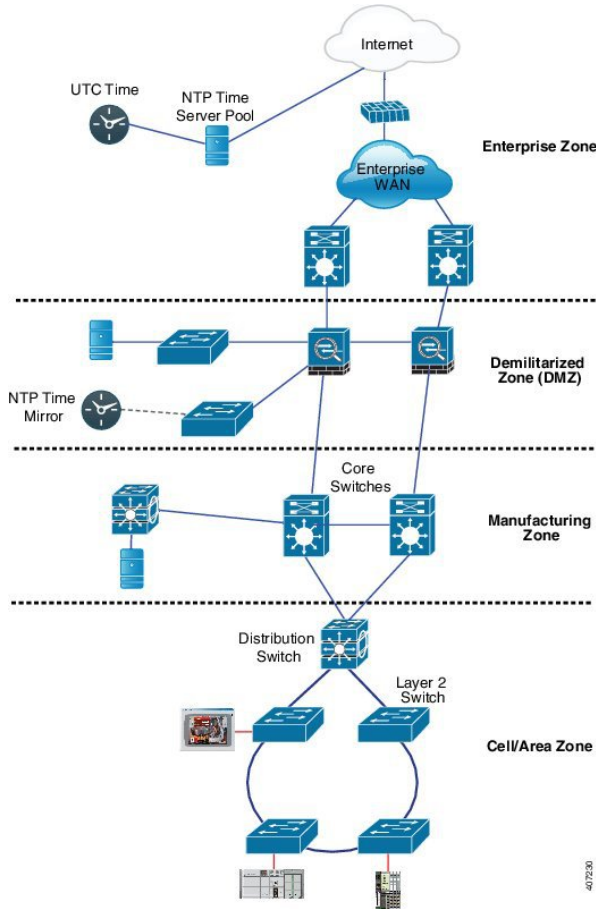 Internet
UTC Time
NTP Time
Server Pool
Enterprise Zone
Enterprise
WAN
Demilitarized
Zone (DMZ)
NTP Time
Mirror
Core
Switches
Manufacturing
Zone
Distribution
Switch
Layer 2
Switch
Cell/Area Zone
407230